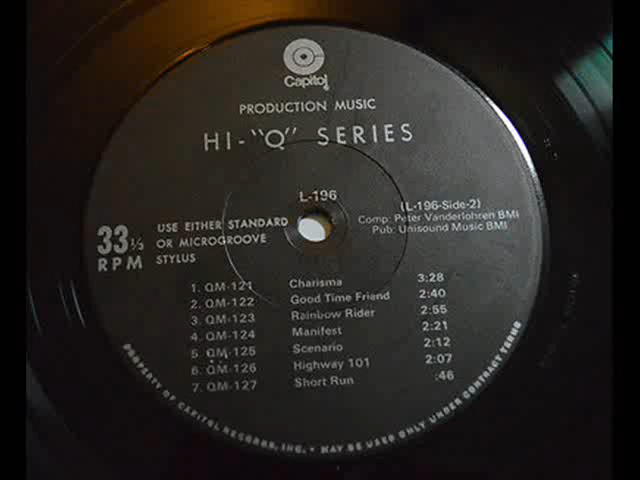 Capitol
PRODUCTION MUSIC
HI-"Q" SERIES
L-196
(L-196-Side-2)
Comp: Peter Vanderlohren BMI
Pub: Unisound Music BMI
33⅓
RPM
USE EITHER STANDARD
OR MICROGROOVE
STYLUS
1. QM-121 Charisma 3:28
2. QM-122 Good Time Friend 2:40
3. QM-123 Rainbow Rider 2:55
4. QM-124 Manifest 2:21
5. QM-125 Scenario 2:12
6. QM-126 Highway 101 2:07
7. QM-127 Short Run :46
PROPERTY OF CAPITOL RECORDS, INC. • MAY BE USED ONLY UNDER CONTRACT TERMS